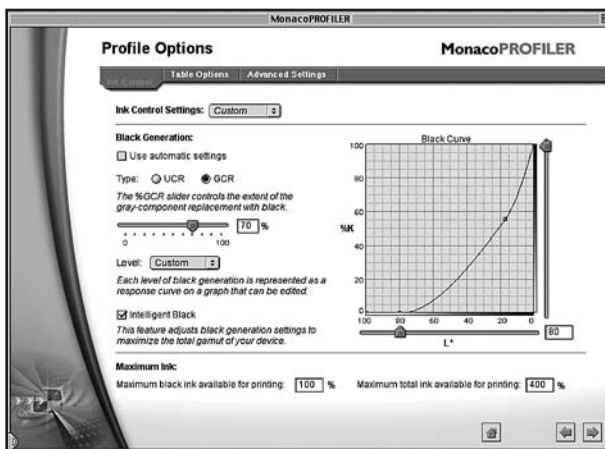 MonacoPROFILER
Profile Options
MonacoPROFILER
Ink Control
Table Options
Advanced Settings
Ink Control Settings: Custom
Black Generation:
Use automatic settings
Type: UCR GCR
The %GCR slider controls the extent of the
gray-component replacement with black.
70 %
0 100
Level: Custom
Each level of black generation is represented as a
response curve on a graph that can be edited.
Intelligent Black
This feature adjusts black generation settings to
maximize the total gamut of your device.
Black Curve
100
80
60
%K
40
20
0
100 80 60 40 20 0
80
L*
Maximum Ink:
Maximum black ink available for printing: 100 %
Maximum total ink available for printing: 400 %